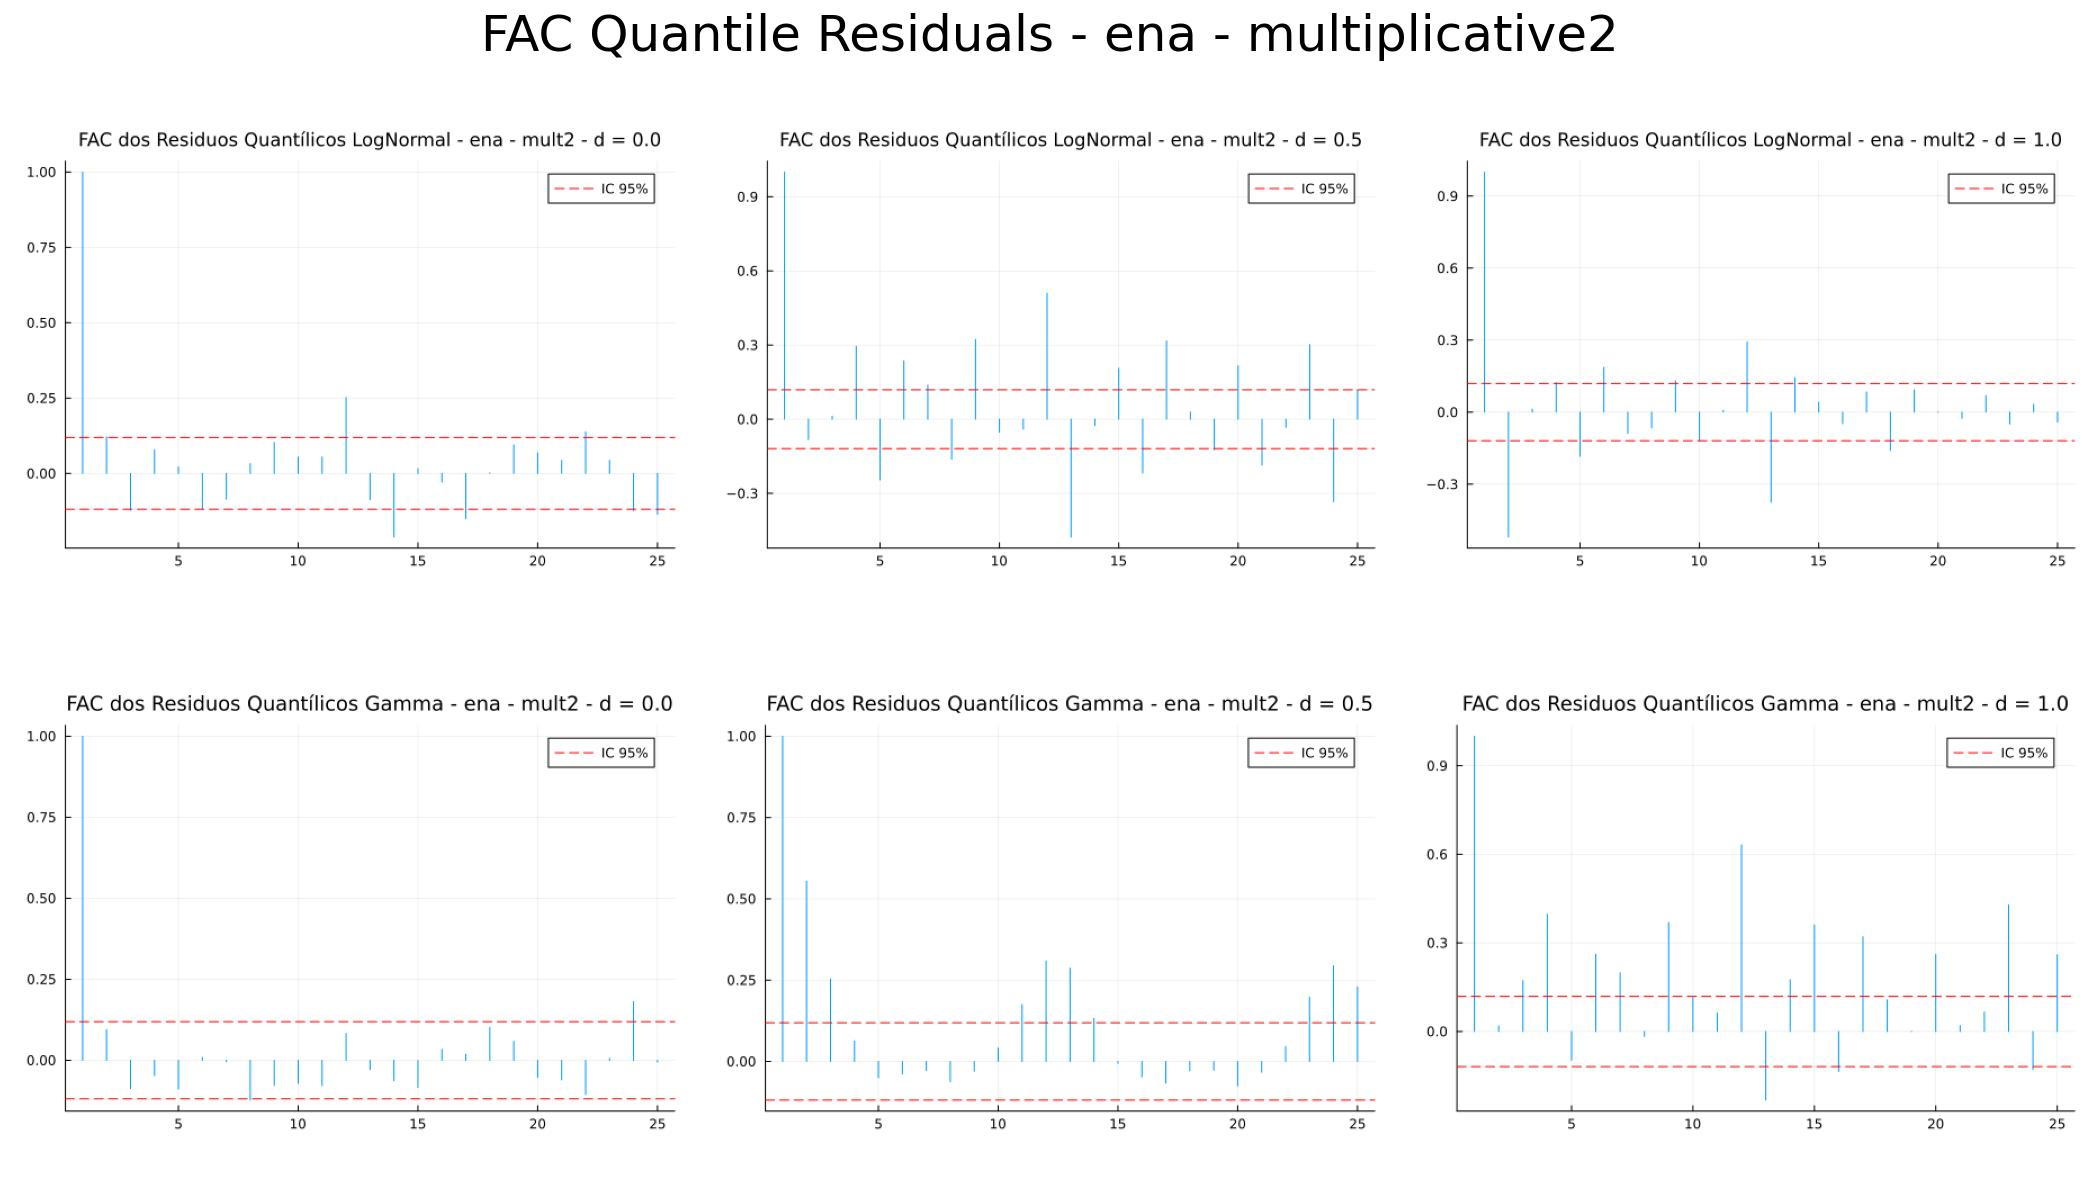 FAC Quantile Residuals - ena - multiplicative2
FAC dos Residuos Quantílicos LogNormal - ena - mult2 - d = 0.0
IC 95%
1.00
0.75
0.50
0.25
0.00
5 10 15 20 25
FAC dos Residuos Quantílicos LogNormal - ena - mult2 - d = 0.5
IC 95%
0.9
0.6
0.3
0.0
−0.3
5 10 15 20 25
FAC dos Residuos Quantílicos LogNormal - ena - mult2 - d = 1.0
IC 95%
0.9
0.6
0.3
0.0
−0.3
5 10 15 20 25
FAC dos Residuos Quantílicos Gamma - ena - mult2 - d = 0.0
IC 95%
1.00
0.75
0.50
0.25
0.00
5 10 15 20 25
FAC dos Residuos Quantílicos Gamma - ena - mult2 - d = 0.5
IC 95%
1.00
0.75
0.50
0.25
0.00
5 10 15 20 25
FAC dos Residuos Quantílicos Gamma - ena - mult2 - d = 1.0
IC 95%
0.9
0.6
0.3
0.0
5 10 15 20 25